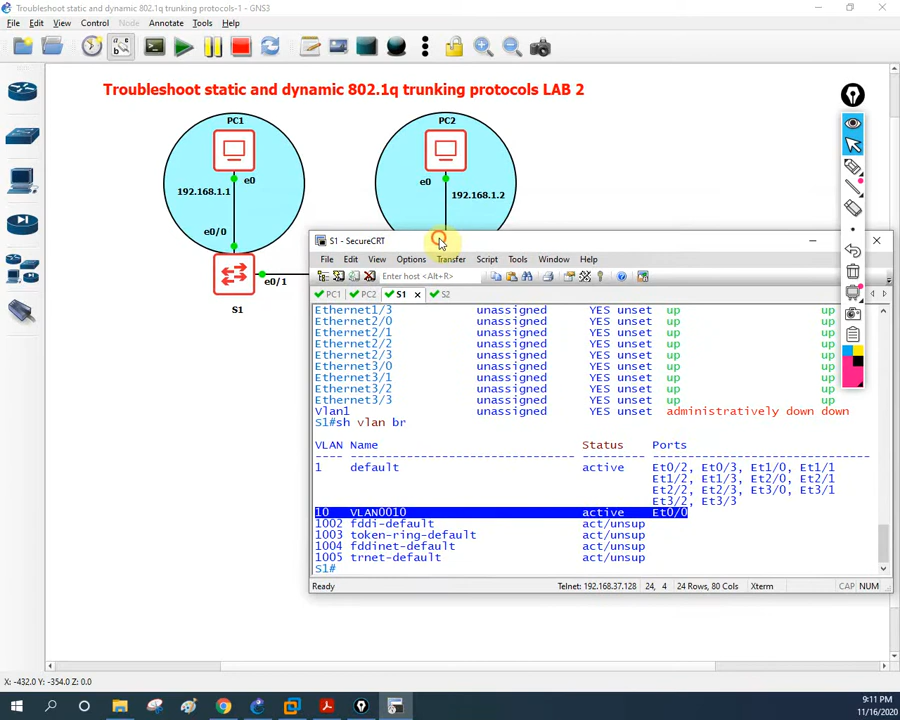 Troubleshoot static and dynamic 802.1q trunking protocols-1 - GNS3
File Edit View Control Node Annotate Tools Help
Troubleshoot static and dynamic 802.1q trunking protocols LAB 2
PC1
PC2
e0
e0
192.168.1.1
192.168.1.2
e0/0
e0/1
S1
S1 - SecureCRT
File Edit View Options Transfer Script Tools Window Help
Enter host <Alt+R>
PC1 PC2 S1 S2
Ethernet1/3 unassigned YES unset up up
Ethernet2/0 unassigned YES unset up up
Ethernet2/1 unassigned YES unset up up
Ethernet2/2 unassigned YES unset up up
Ethernet2/3 unassigned YES unset up up
Ethernet3/0 unassigned YES unset up up
Ethernet3/1 unassigned YES unset up up
Ethernet3/2 unassigned YES unset up up
Ethernet3/3 unassigned YES unset up up
Vlan1 unassigned YES unset administratively down down
S1#sh vlan br
VLAN Name Status Ports
---- -------------------------------- --------- -------------------------------
1 default active Et0/2, Et0/3, Et1/0, Et1/1
Et1/2, Et1/3, Et2/0, Et2/1
Et2/2, Et2/3, Et3/0, Et3/1
Et3/2, Et3/3
10 VLAN0010 active Et0/0
1002 fddi-default act/unsup
1003 token-ring-default act/unsup
1004 fddinet-default act/unsup
1005 trnet-default act/unsup
S1#
Ready Telnet: 192.168.37.128 24, 4 24 Rows, 80 Cols Xterm CAP NUM
X: -432.0 Y: -354.0 Z: 0.0
9:11 PM
11/16/2020